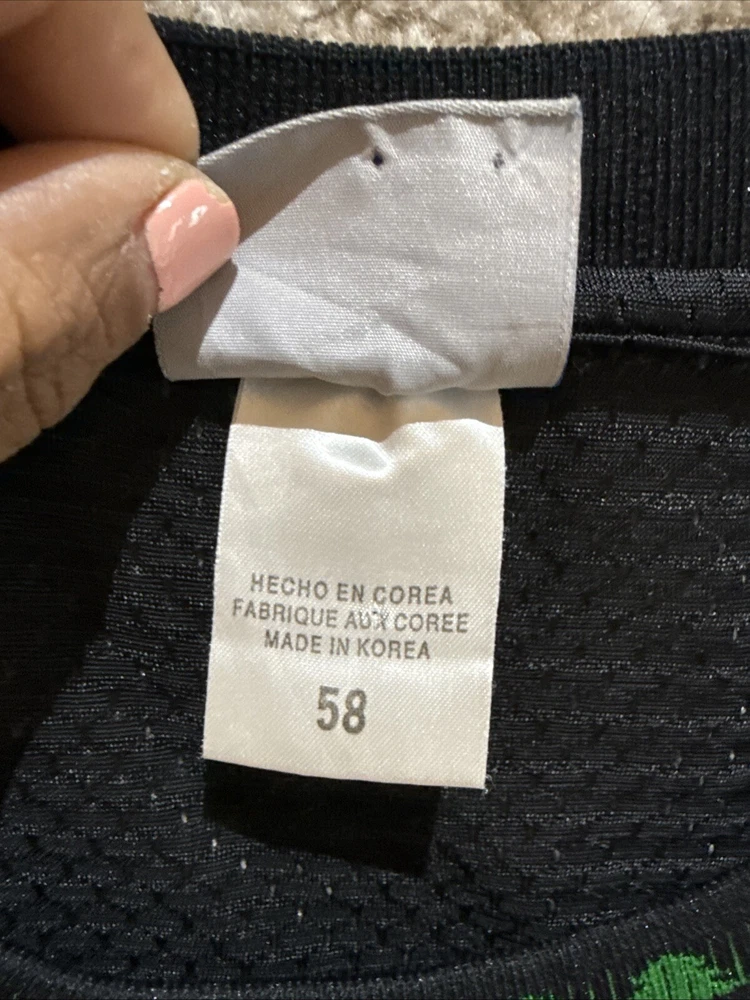 HECHO EN COREA
FABRIQUE AUX COREE
MADE IN KOREA
58